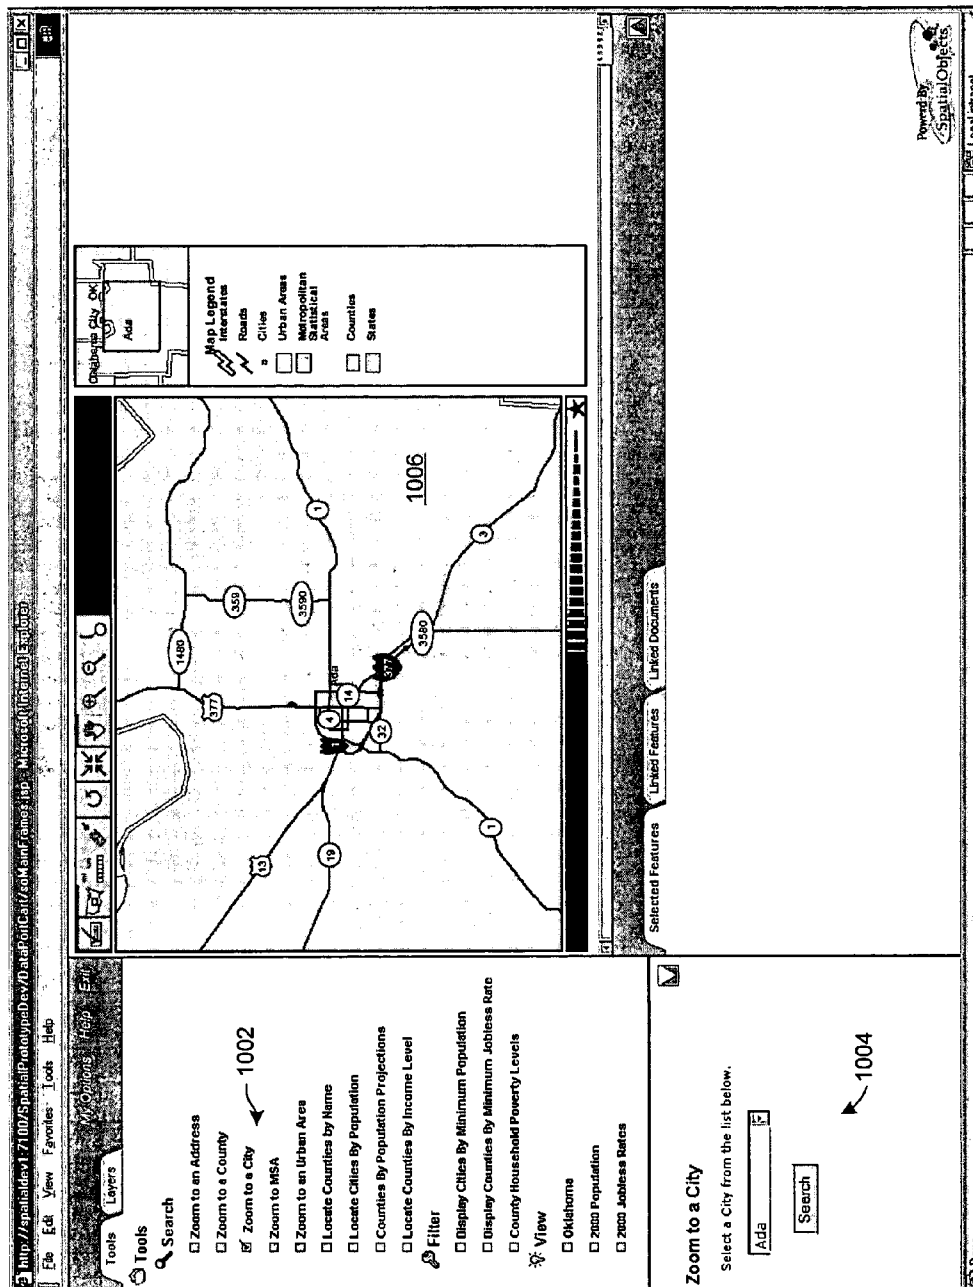 http://spatialdev1:7100/SpatialPrototypeDev/DataPortCart/soMainFrames.jsp - Microsoft Internet Explorer
File Edit View Favorites Tools Help
My Options Help Exit
Tools Layers
Tools
Search
Zoom to an Address
Zoom to a County
Zoom to a City
1002
Zoom to MSA
Zoom to an Urban Area
Locate Counties by Name
Locate Cities By Population
Counties By Population Projections
Locate Counties By Income Level
Filter
Display Cities By Minimum Population
Display Counties By Minimum Jobless Rate
County Household Poverty Levels
View
Oklahoma
2000 Population
2000 Jobless Rates
Zoom to a City
Select a City from the list below.
Ada
Search
1004
1480
377
359
3590
13
19
4
Ada
14
32
377
3580
1
1
3
1006
Oklahoma City OK
Ada
Map Legend
Interstates
Roads
Cities
Urban Areas
Metropolitan
Statistical
Areas
Counties
States
Selected Features Linked Features Linked Documents
Powerd By
SpatialObjects
Local intranet